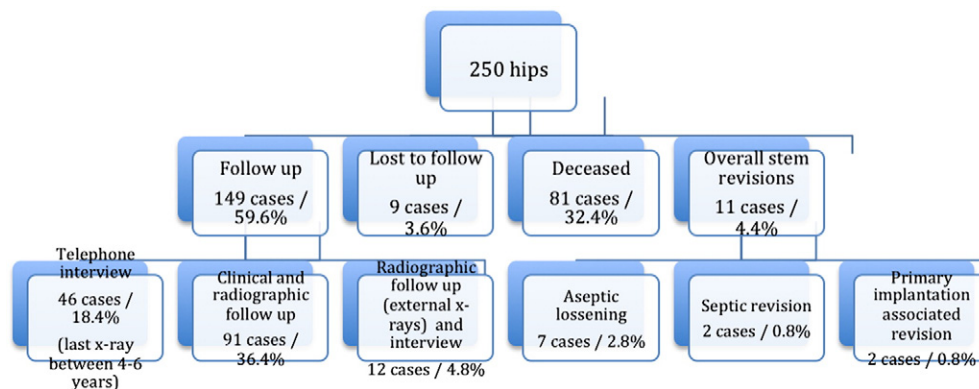 250 hips
Follow up
149 cases /
59.6%
Lost to follow
up
9 cases /
3.6%
Deceased
81 cases /
32.4%
Overall stem
revisions
11 cases /
4.4%
Telephone
interview
46 cases /
18.4%
(last x-ray
between 4-6
years)
Clinical and
radiographic
follow up
91 cases /
36.4%
Radiographic
follow up
(external x-
rays) and
interview
12 cases / 4.8%
Aseptic
lossening
7 cases / 2.8%
Septic revision
2 cases / 0.8%
Primary
implantation
associated
revision
2 cases / 0.8%